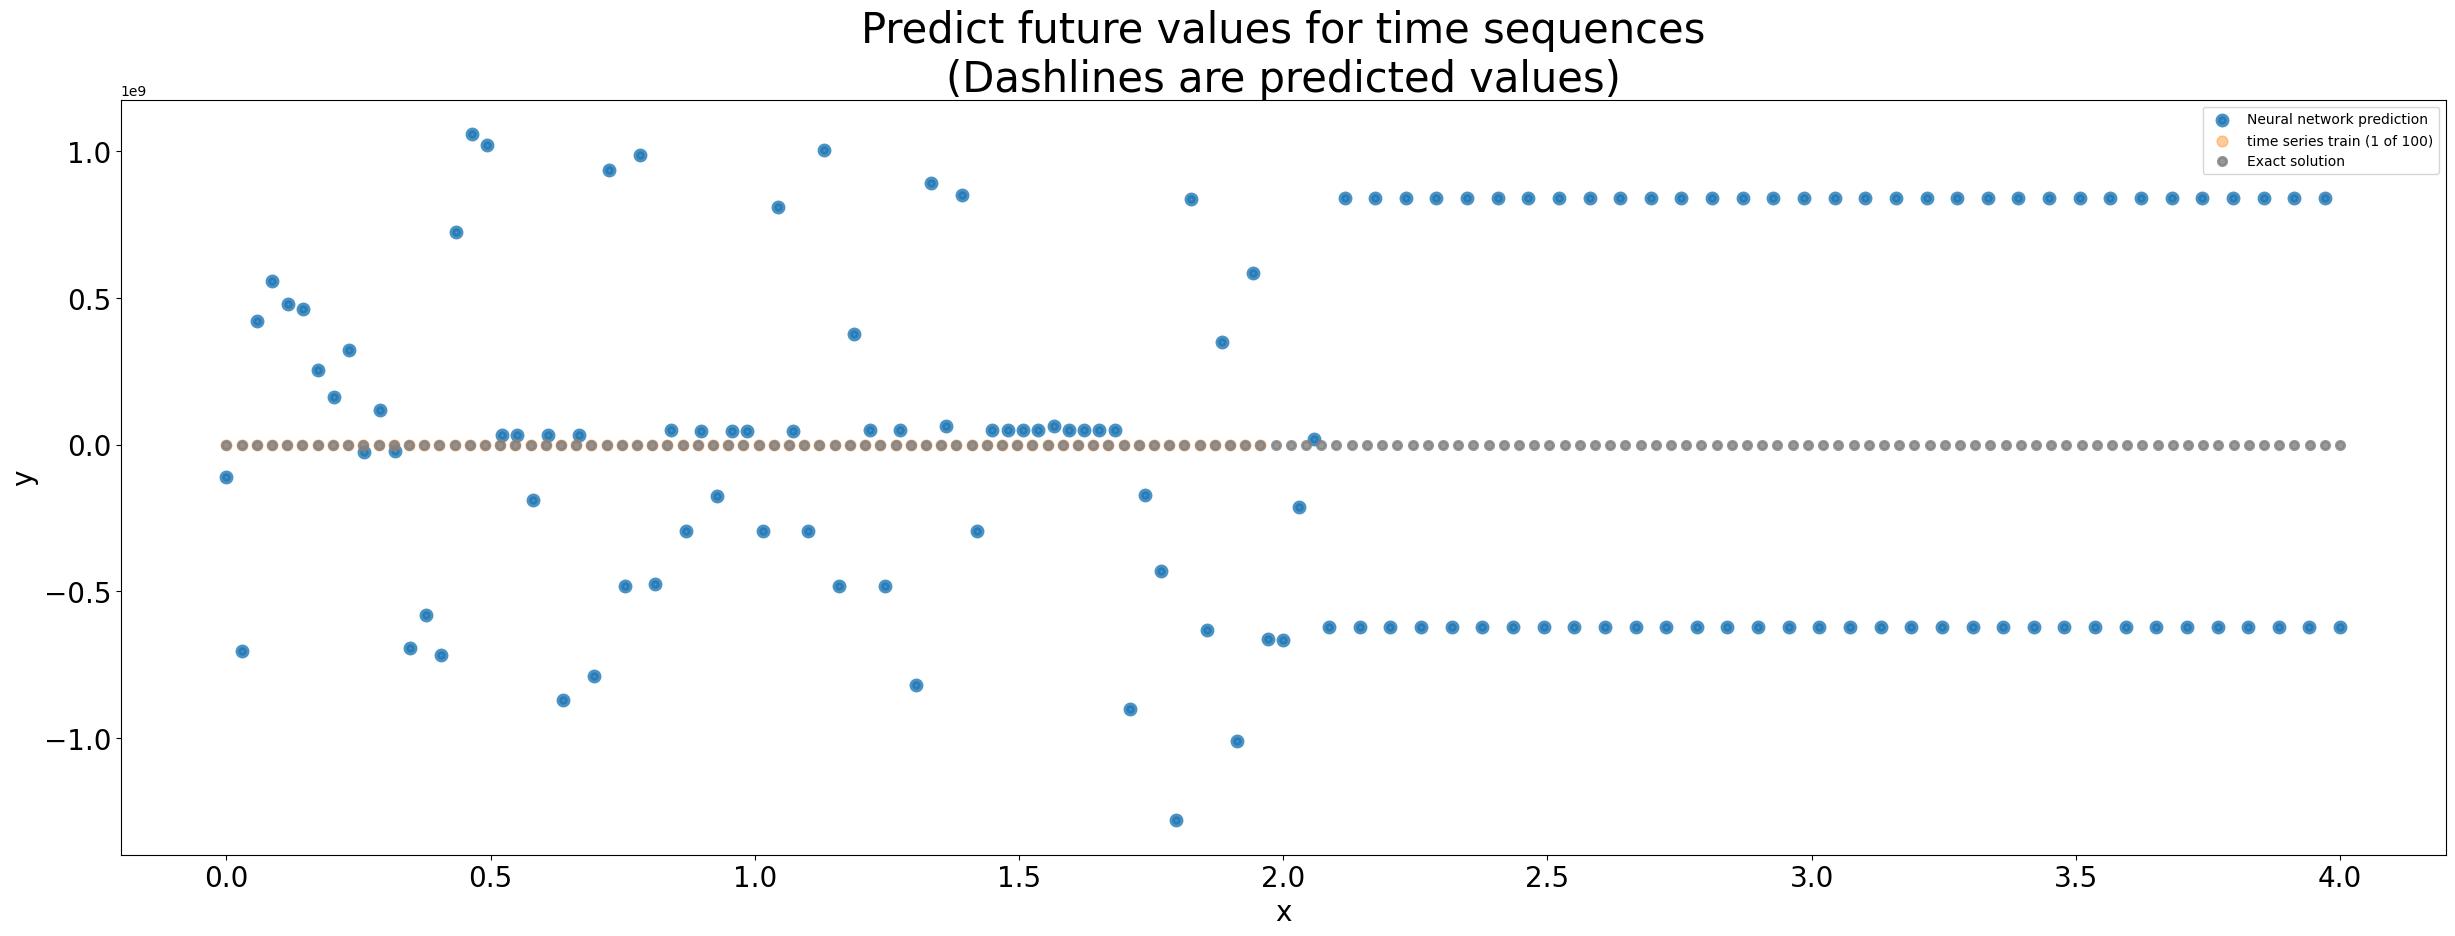 Predict future values for time sequences
(Dashlines are predicted values)
1e9
Neural network prediction
time series train (1 of 100)
Exact solution
1.0
0.5
0.0
−0.5
−1.0
y
0.0 0.5 1.0 1.5 2.0 2.5 3.0 3.5 4.0
x